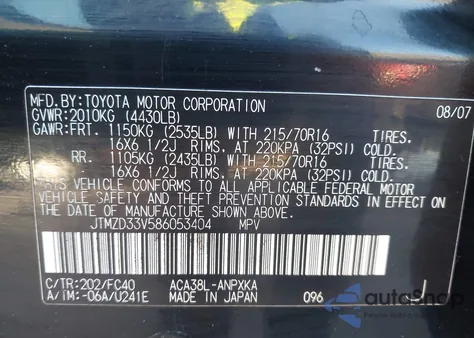 MFD.BY:TOYOTA MOTOR CORPORATION 08/07
GVWR:2010KG (4430LB)
GAWR:FRT. 1150KG (2535LB) WITH 215/70R16 TIRES.
16X6 1/2J RIMS. AT 220KPA (32PSI) COLD.
RR. 1105KG (2435LB) WITH 215/70R16 TIRES.
16X6 1/2J RIMS. AT 220KPA (32PSI) COLD.
THIS VEHICLE CONFORMS TO ALL APPLICABLE FEDERAL MOTOR
VEHICLE SAFETY AND THEFT PREVENTION STANDARDS IN EFFECT ON
THE DATE OF MANUFACTURE SHOWN ABOVE.
JTMZD33V586053404 MPV
C/TR:202/FC40 ACA38L-ANPXKA
A/TM:-06A/U241E MADE IN JAPAN 096 J
autoSnap